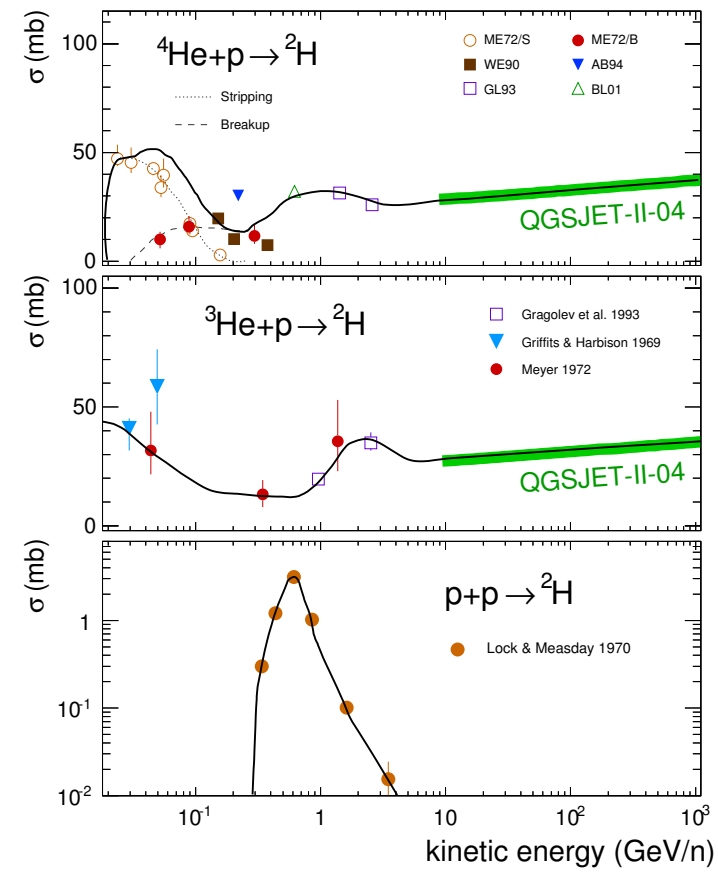 σ (mb)
100
50
0
⁴He+p→²H
Stripping
Breakup
ME72/S
ME72/B
WE90
AB94
GL93
BL01
QGSJET-II-04
σ (mb)
100
50
0
³He+p→²H
Gragolev et al. 1993
Griffits & Harbison 1969
Meyer 1972
QGSJET-II-04
σ (mb)
1
10⁻¹
10⁻²
p+p→²H
Lock & Measday 1970
10⁻¹
1
10
10²
10³
kinetic energy (GeV/n)